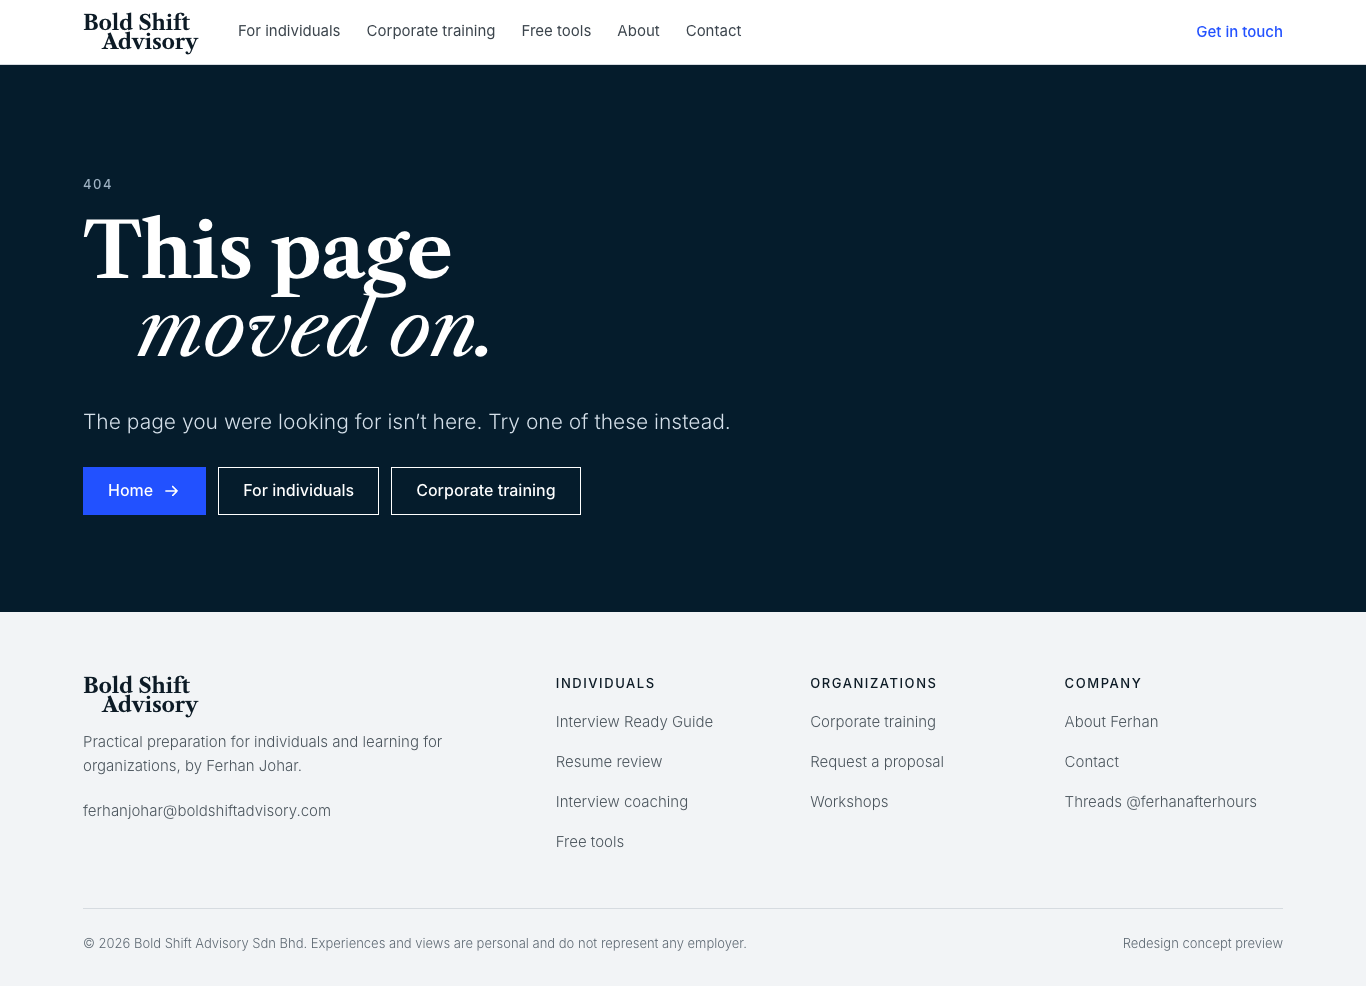 Bold Shift
Advisory
For individuals
Corporate training
Free tools
About
Contact
Get in touch
404
This page
moved on.
The page you were looking for isn’t here. Try one of these instead.
Home →
For individuals
Corporate training
Bold Shift
Advisory
Practical preparation for individuals and learning for
organizations, by Ferhan Johar.
ferhanjohar@boldshiftadvisory.com
INDIVIDUALS
Interview Ready Guide
Resume review
Interview coaching
Free tools
ORGANIZATIONS
Corporate training
Request a proposal
Workshops
COMPANY
About Ferhan
Contact
Threads @ferhanafterhours
© 2026 Bold Shift Advisory Sdn Bhd. Experiences and views are personal and do not represent any employer.
Redesign concept preview